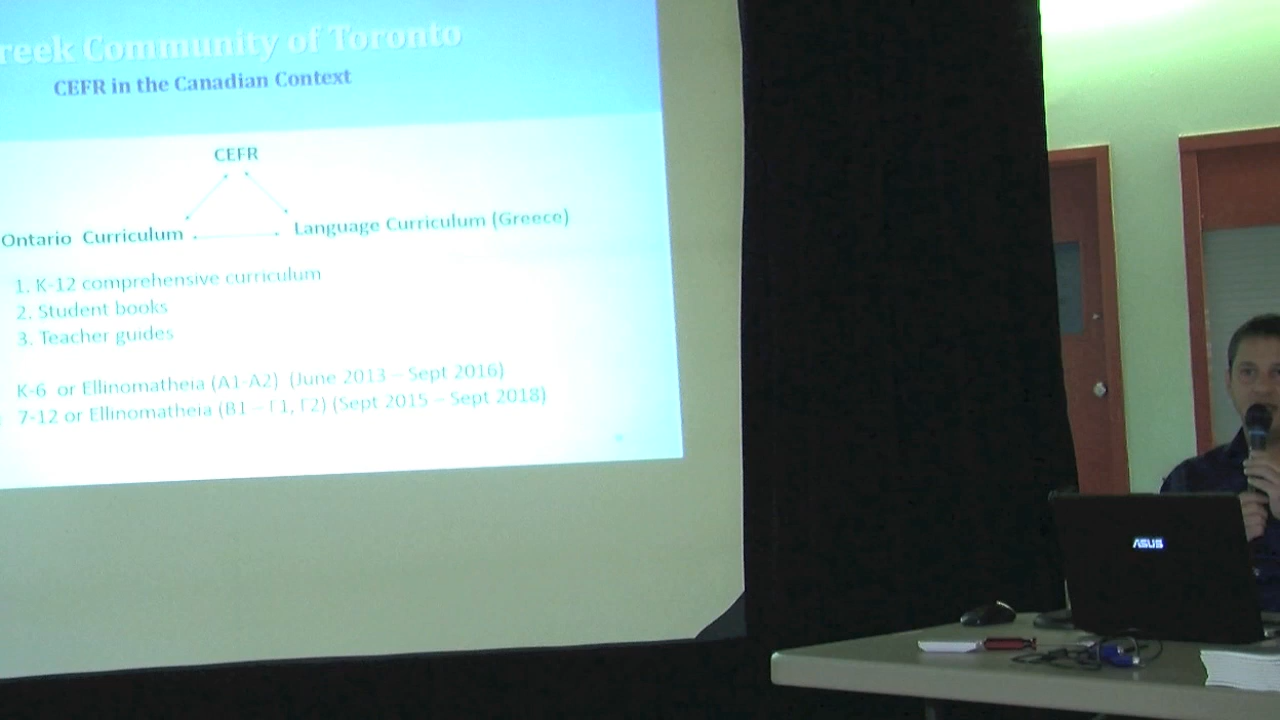 reek Community of Toronto
CEFR in the Canadian Context
CEFR
Ontario Curriculum
Language Curriculum (Greece)
1. K-12 comprehensive curriculum
2. Student books
3. Teacher guides
K-6 or Ellinomatheia (A1-A2) (June 2013 – Sept 2016)
7-12 or Ellinomatheia (B1 – Γ1, Γ2) (Sept 2015 – Sept 2018)
ASUS